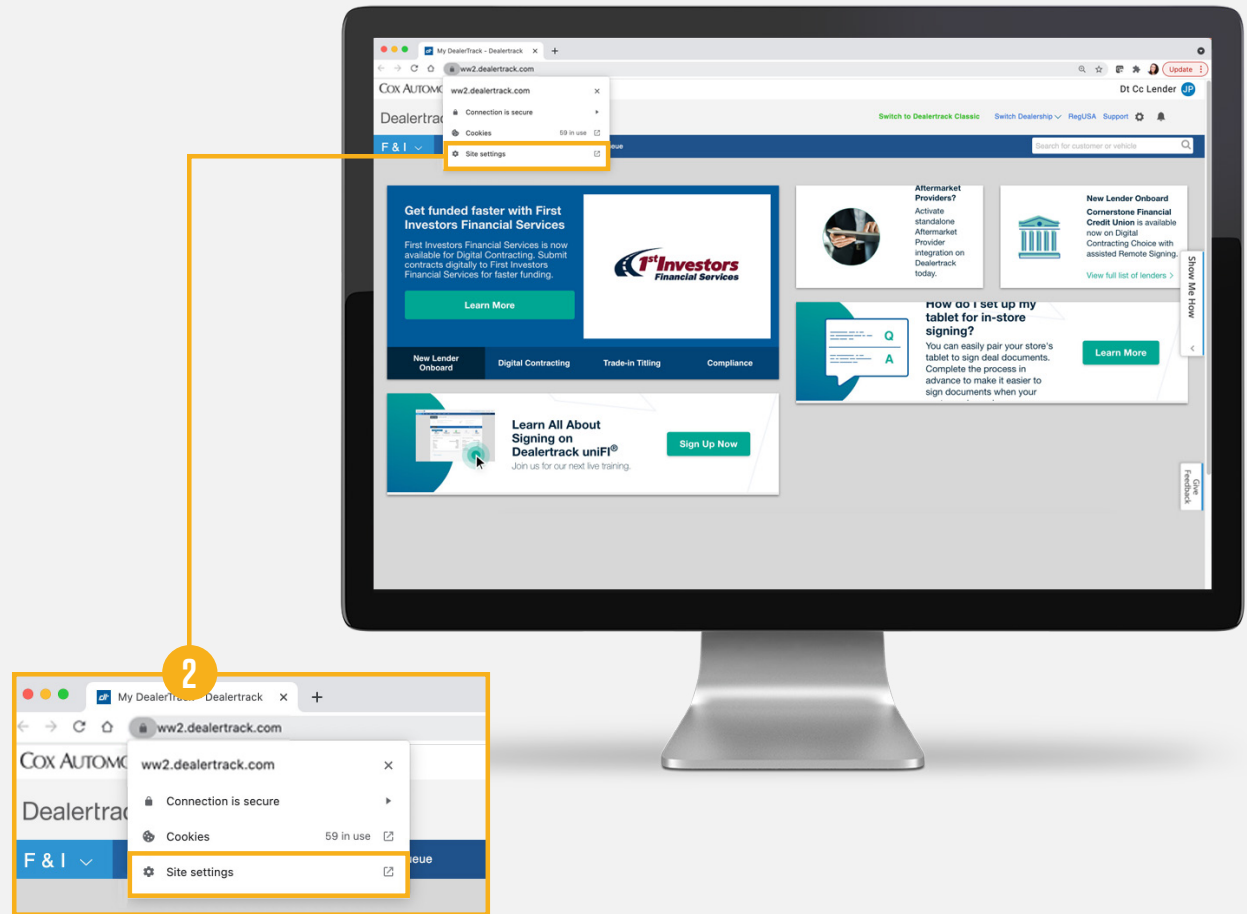 My DealerTrack - Dealertrack
ww2.dealertrack.com
Update
COX AUTOMO
Dt Cc Lender JP
ww2.dealertrack.com
Connection is secure
Cookies 59 in use
Site settings
Dealertrac
Switch to Dealertrack Classic Switch Dealership RegUSA Support
F & I
eue
Search for customer or vehicle
Get funded faster with First
Investors Financial Services
First Investors Financial Services is now
available for Digital Contracting. Submit
contracts digitally to First Investors
Financial Services for faster funding.
Learn More
1st Investors
Financial Services
New Lender
Onboard
Digital Contracting
Trade-in Titling
Compliance
Aftermarket
Providers?
Activate
standalone
Aftermarket
Provider
integration on
Dealertrack
today.
New Lender Onboard
Cornerstone Financial
Credit Union is available
now on Digital
Contracting Choice with
assisted Remote Signing.
View full list of lenders >
Show Me How
How do I set up my
tablet for in-store
signing?
You can easily pair your store's
tablet to sign deal documents.
Complete the process in
advance to make it easier to
sign documents when your
Q
A
Learn More
Learn All About
Signing on
Dealertrack uniFI®
Join us for our next live training.
Sign Up Now
Give
Feedback
2
My DealerTra Dealertrack
ww2.dealertrack.com
COX AUTOMO
ww2.dealertrack.com
Dealertrac
Connection is secure
Cookies 59 in use
F & I
Site settings
eue